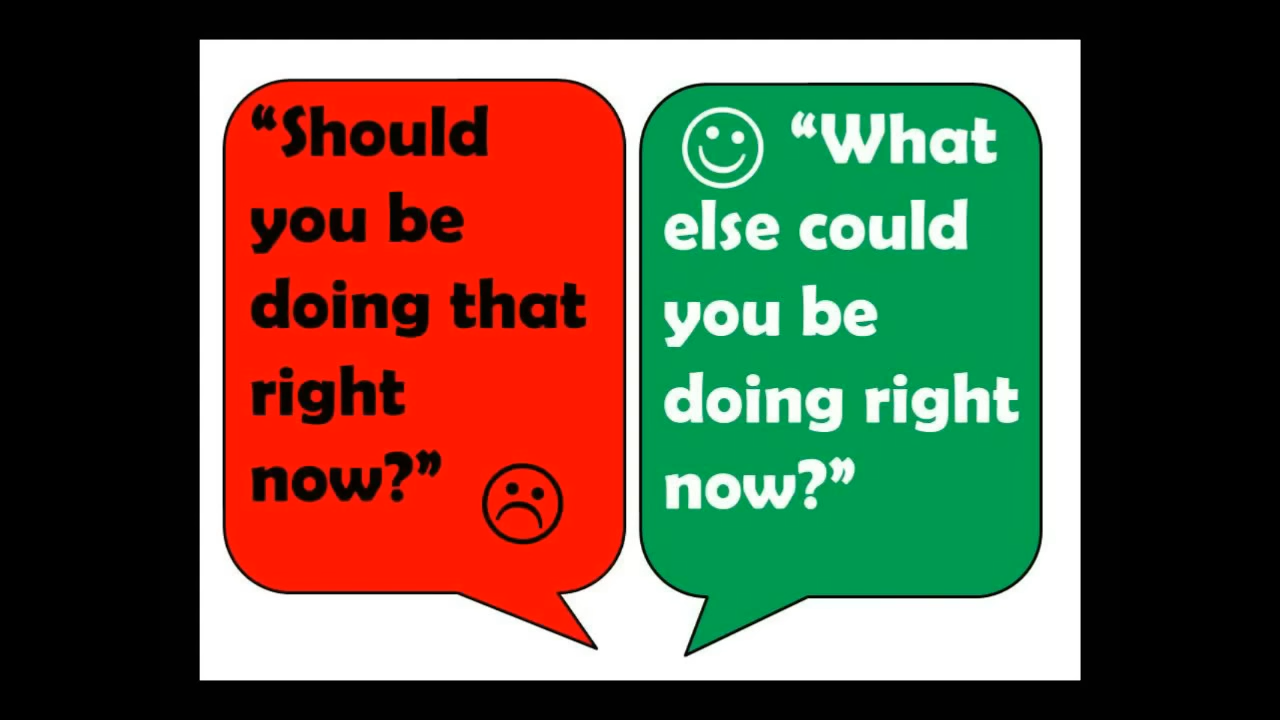 “Should
you be
doing that
right
now?”
“What
else could
you be
doing right
now?”